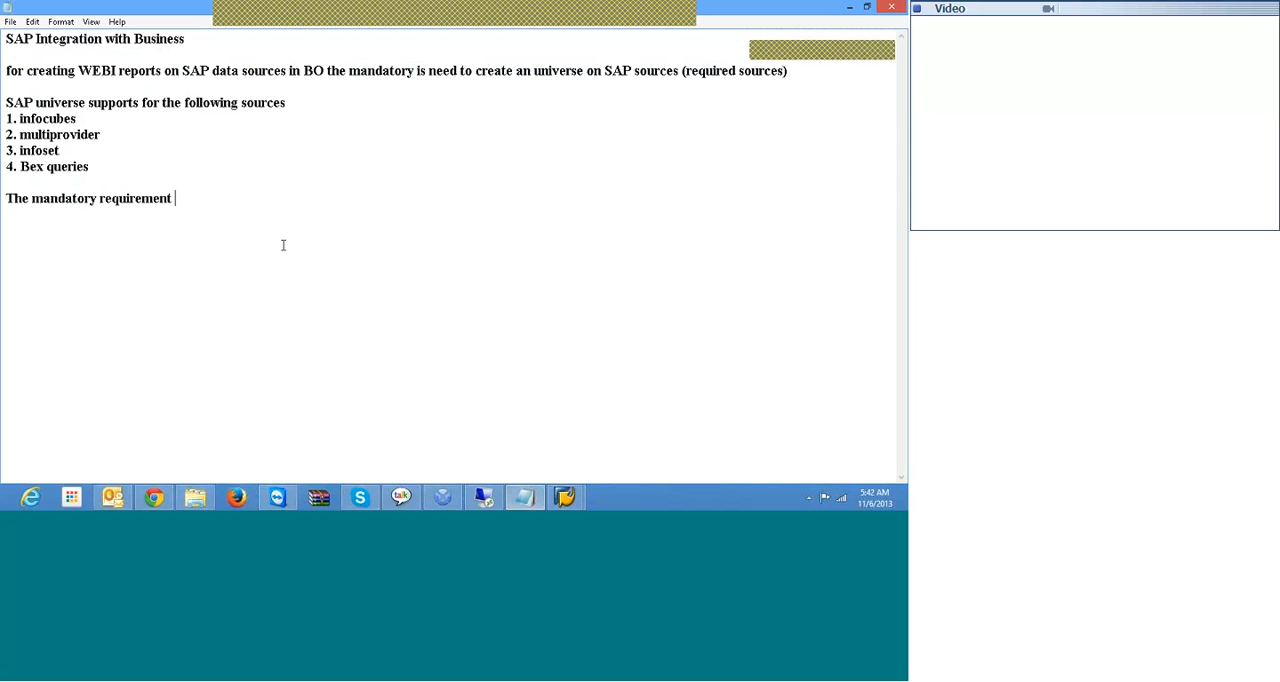 File Edit Format View Help
Video
SAP Integration with Business
for creating WEBI reports on SAP data sources in BO the mandatory is need to create an universe on SAP sources (required sources)
SAP universe supports for the following sources
1. infocubes
2. multiprovider
3. infoset
4. Bex queries
The mandatory requirement
talk
5:42 AM
11/6/2013